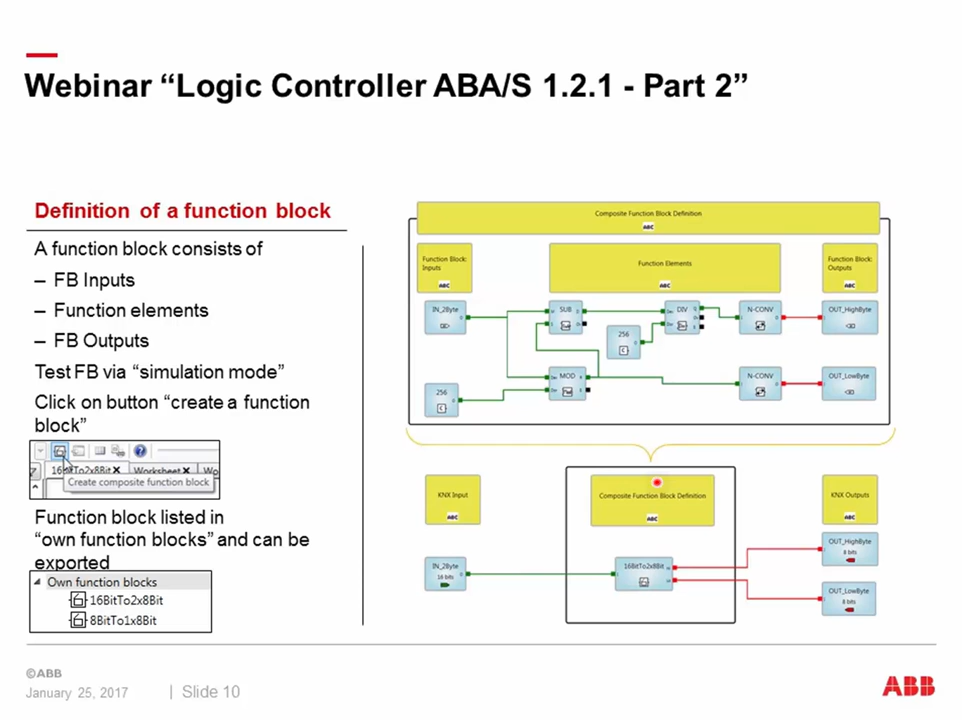 Webinar “Logic Controller ABA/S 1.2.1 - Part 2”
Definition of a function block
A function block consists of
– FB Inputs
– Function elements
– FB Outputs
Test FB via “simulation mode”
Click on button “create a function
block”
16BitTo2x8Bit Worksheet Wo
Create composite function block
Function block listed in
“own function blocks” and can be
exported
Own function blocks
16BitTo2x8Bit
8BitTo1x8Bit
Composite Function Block Definition
ABC
Function Block:
Inputs
ABC
Function Elements
ABC
Function Block:
Outputs
ABC
IN_2Byte
SUB
DIV
N-CONV
OUT_HighByte
256
256
MOD
N-CONV
OUT_LowByte
KNX Input
ABC
Composite Function Block Definition
ABC
KNX Outputs
ABC
IN_2Byte
16 bits
16BitTo2x8Bit
OUT_HighByte
8 bits
OUT_LowByte
8 bits
©ABB
January 25, 2017 | Slide 10
ABB